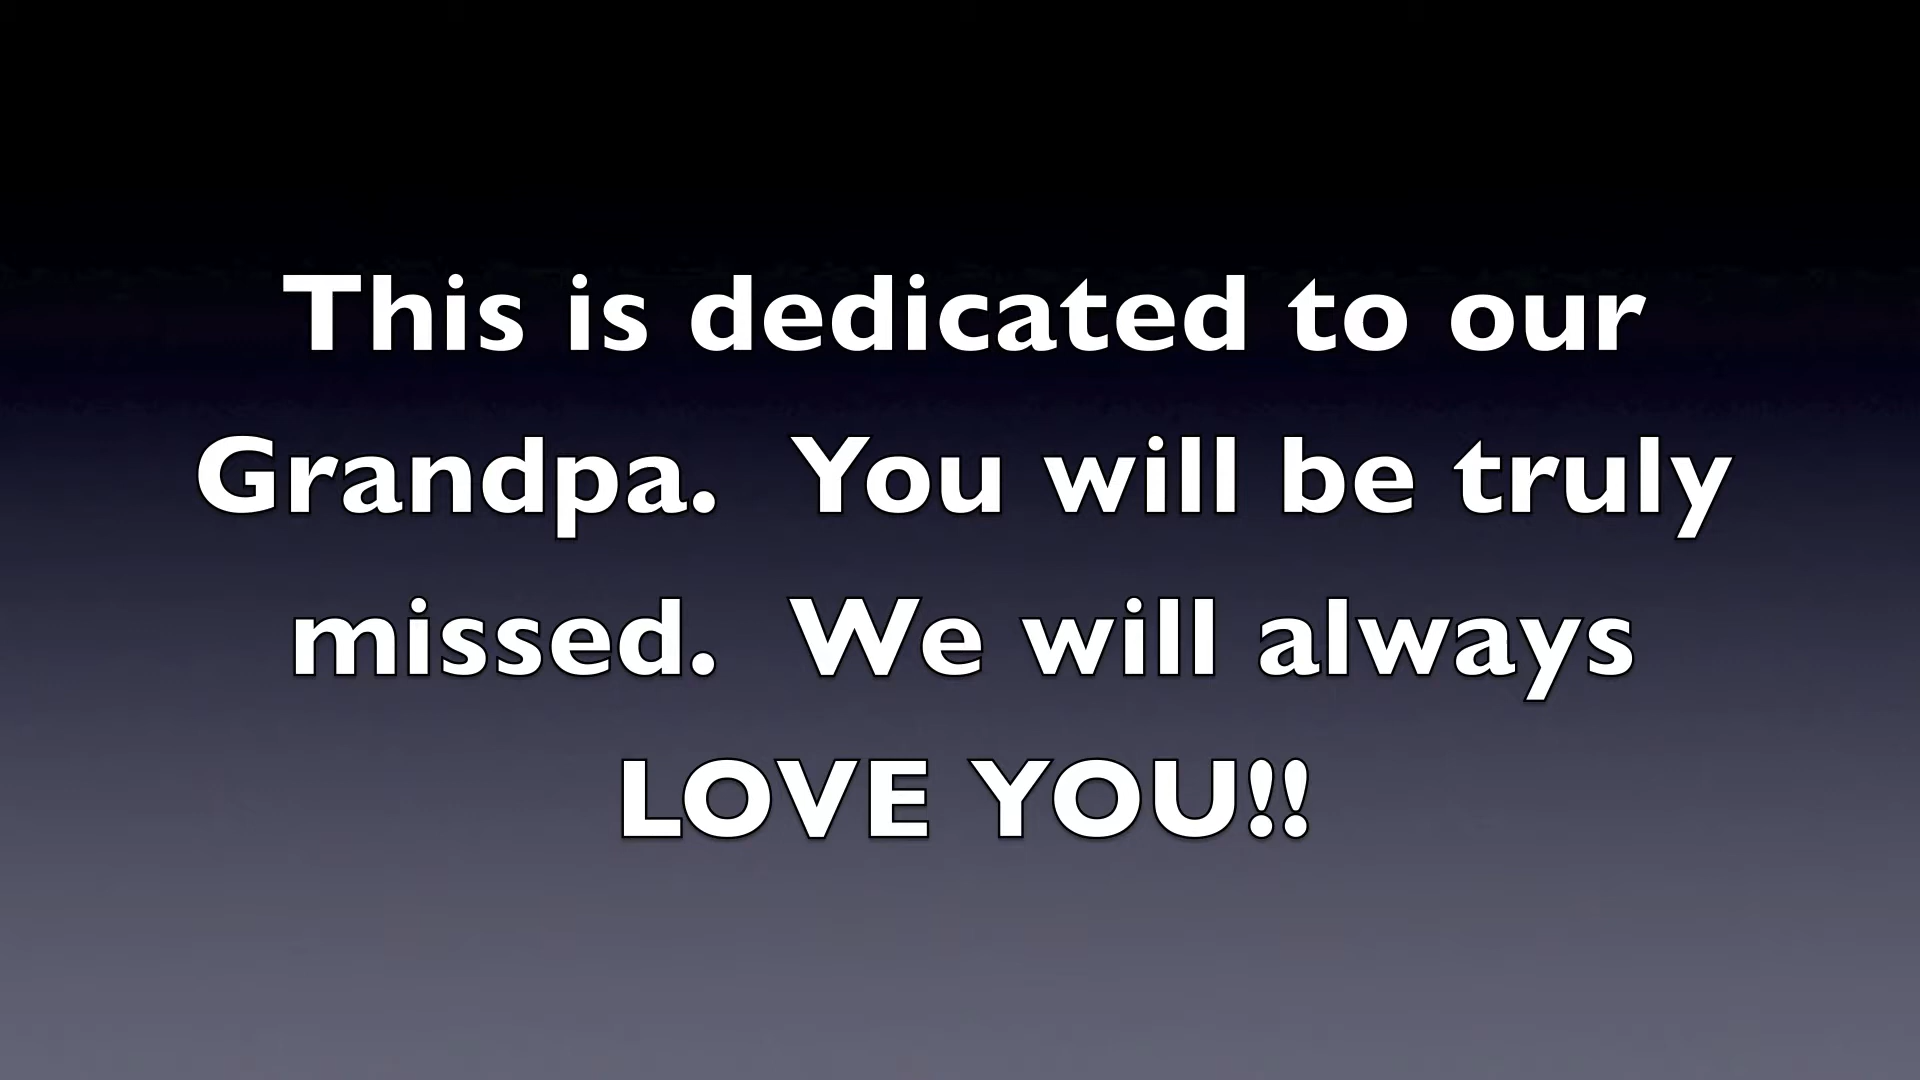 This is dedicated to our
Grandpa.  You will be truly
missed.  We will always
LOVE YOU!!